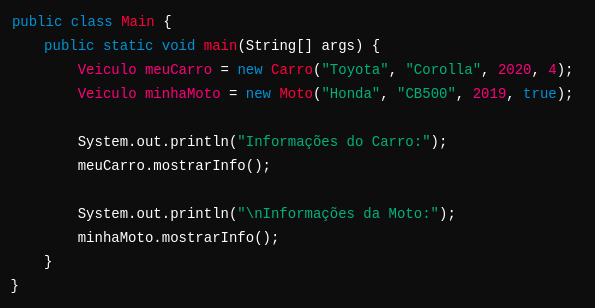 public class Main {
    public static void main(String[] args) {
        Veiculo meuCarro = new Carro("Toyota", "Corolla", 2020, 4);
        Veiculo minhaMoto = new Moto("Honda", "CB500", 2019, true);

        System.out.println("Informações do Carro:");
        meuCarro.mostrarInfo();

        System.out.println("\nInformações da Moto:");
        minhaMoto.mostrarInfo();
    }
}